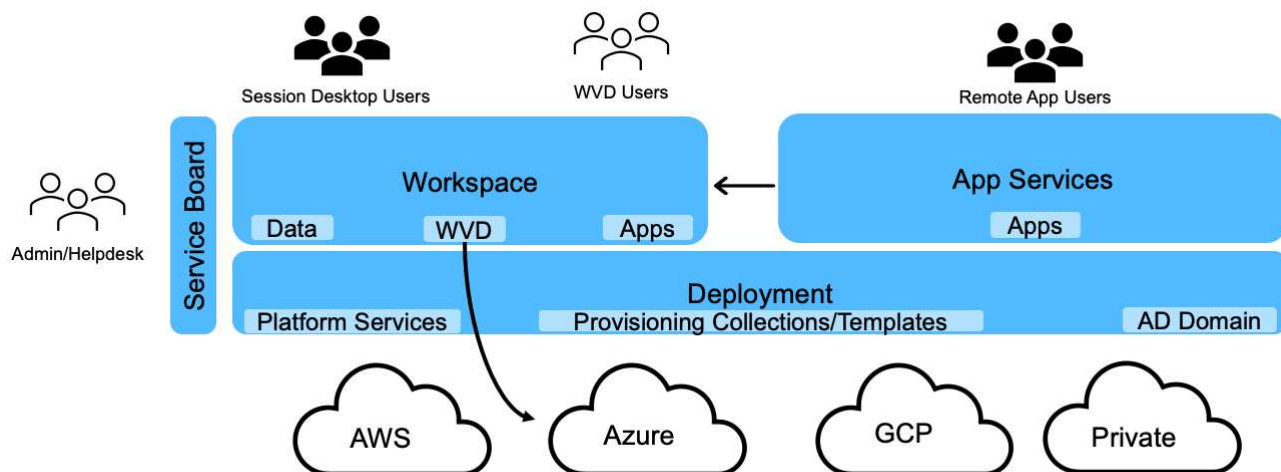 Session Desktop Users
WVD Users
Remote App Users
Admin/Helpdesk
Service Board
Workspace
Data
WVD
Apps
App Services
Apps
Deployment
Platform Services
Provisioning Collections/Templates
AD Domain
AWS
Azure
GCP
Private